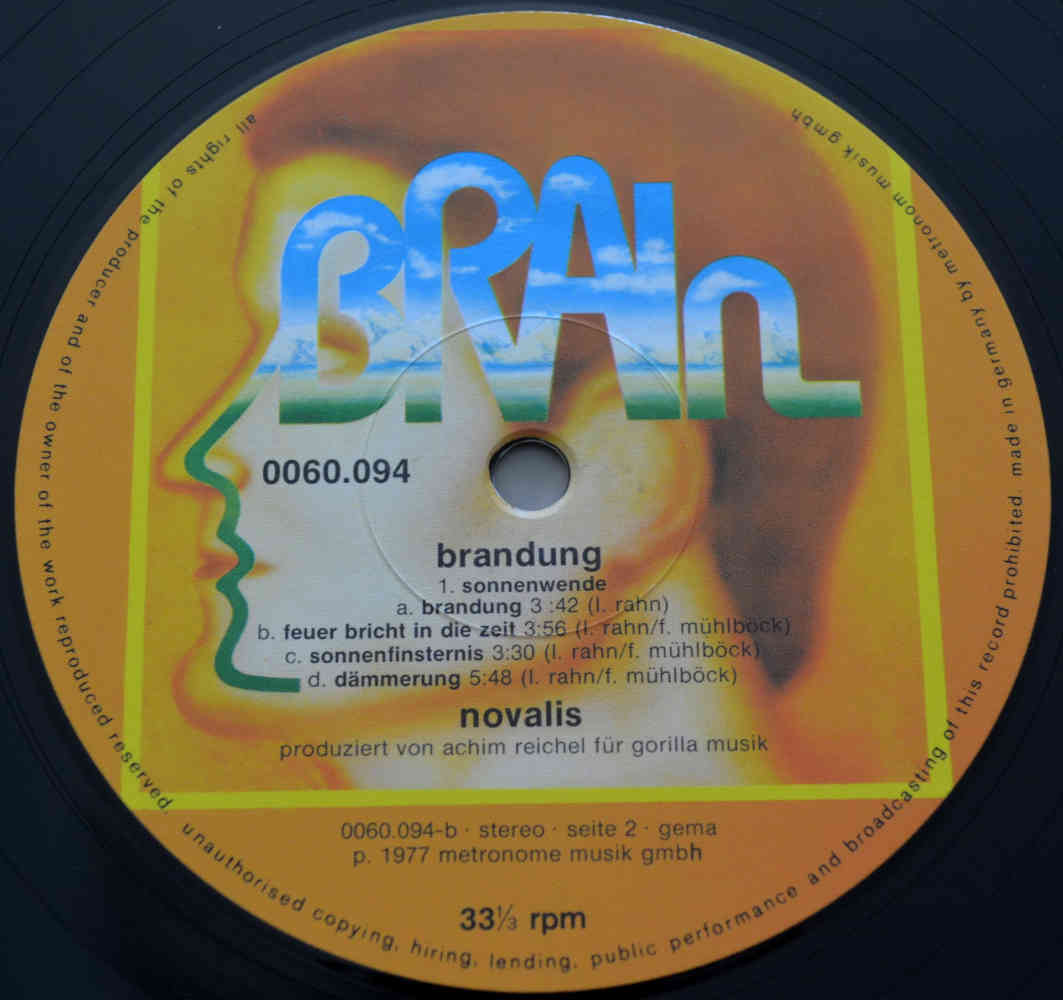 BRAIn
0060.094
brandung
1. sonnenwende
a. brandung 3 :42 (l. rahn)
b. feuer bricht in die zeit 3:56 (l. rahn/f. mühlböck)
c. sonnenfinsternis 3:30 (l. rahn/f. mühlböck)
d. dämmerung 5:48 (l. rahn/f. mühlböck)
novalis
produziert von achim reichel für gorilla musik
0060.094-b · stereo · seite 2 · gema
p. 1977 metronome musik gmbh
33⅓ rpm
all rights of the producer and of the owner of the work reproduced reserved. unauthorised copying, hiring, lending, public performance and broadcasting of this record prohibited. made in germany by metronom musik gmbh